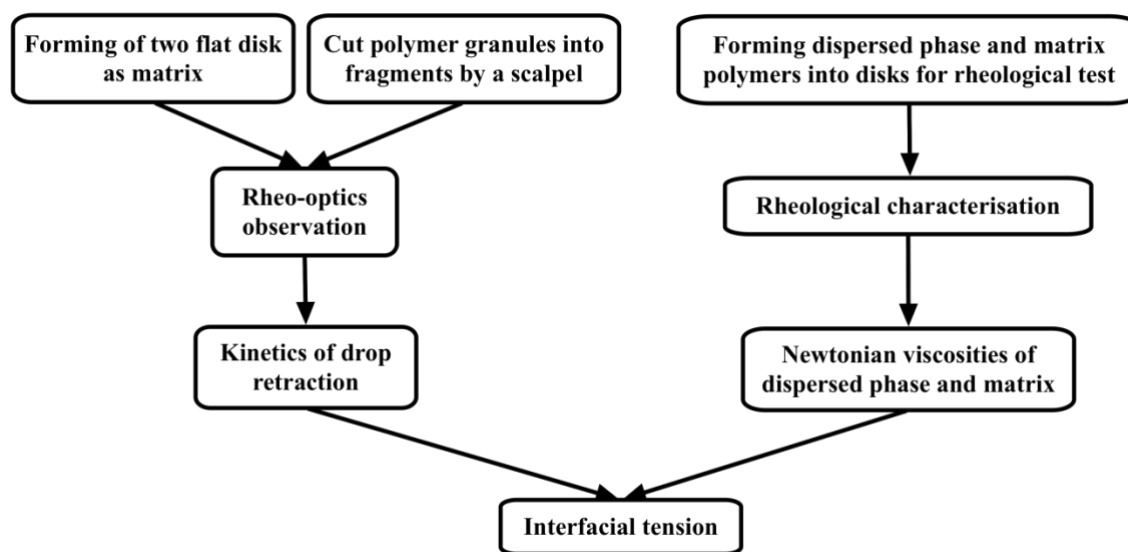 Forming of two flat disk
as matrix
Cut polymer granules into
fragments by a scalpel
Forming dispersed phase and matrix
polymers into disks for rheological test
Rheo-optics
observation
Rheological characterisation
Kinetics of drop
retraction
Newtonian viscosities of
dispersed phase and matrix
Interfacial tension